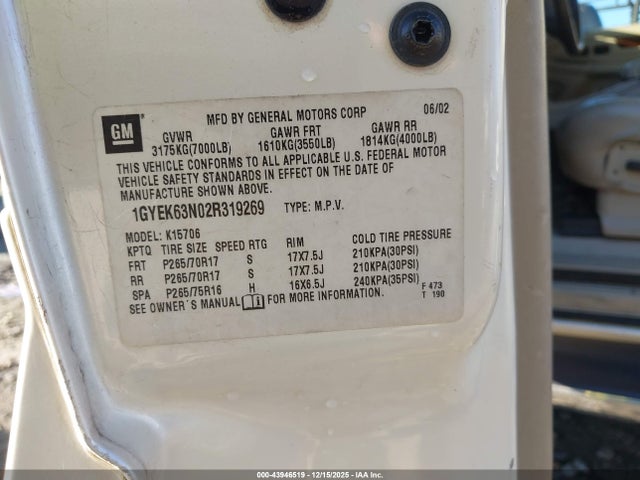 MFD BY GENERAL MOTORS CORP 06/02
GM
GVWR GAWR FRT GAWR RR
3175KG(7000LB) 1610KG(3550LB) 1814KG(4000LB)
THIS VEHICLE CONFORMS TO ALL APPLICABLE U.S. FEDERAL MOTOR
VEHICLE SAFETY STANDARDS IN EFFECT ON THE DATE OF
MANUFACTURE SHOWN ABOVE.
1GYEK63N02R319269 TYPE: M.P.V.
MODEL: K15706
KPTQ TIRE SIZE SPEED RTG RIM COLD TIRE PRESSURE
FRT P265/70R17 S 17X7.5J 210KPA(30PSI)
RR P265/70R17 S 17X7.5J 210KPA(30PSI)
SPA P265/75R16 H 16X6.5J 240KPA(35PSI)
SEE OWNER'S MANUAL i FOR MORE INFORMATION.
F 473
T 190
000-43946519 - 12/15/2025 - IAA Inc.